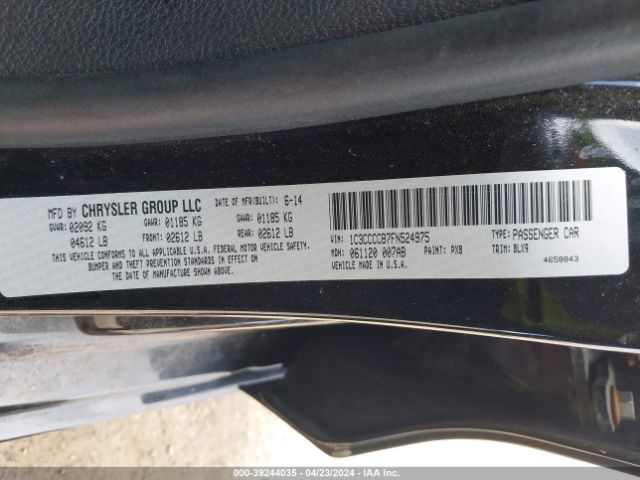 MFD BY CHRYSLER GROUP LLC DATE OF MFR(BUILT): 6-14
GVWR: 02092 KG GAWR: 01185 KG GAWR: 01185 KG
04612 LB FRONT: 02612 LB REAR: 02612 LB
THIS VEHICLE CONFORMS TO ALL APPLICABLE U.S.A. FEDERAL MOTOR VEHICLE SAFETY,
BUMPER AND THEFT PREVENTION STANDARDS IN EFFECT ON
THE DATE OF MANUFACTURE SHOWN ABOVE.
VIN: 1C3CCCCB7FN524975 TYPE: PASSENGER CAR
MDH: 061120 007AB PAINT: PX8 TRIM: BLX9
VEHICLE MADE IN U.S.A. 4658843
000-39244035 - 04/23/2024 - IAA Inc.